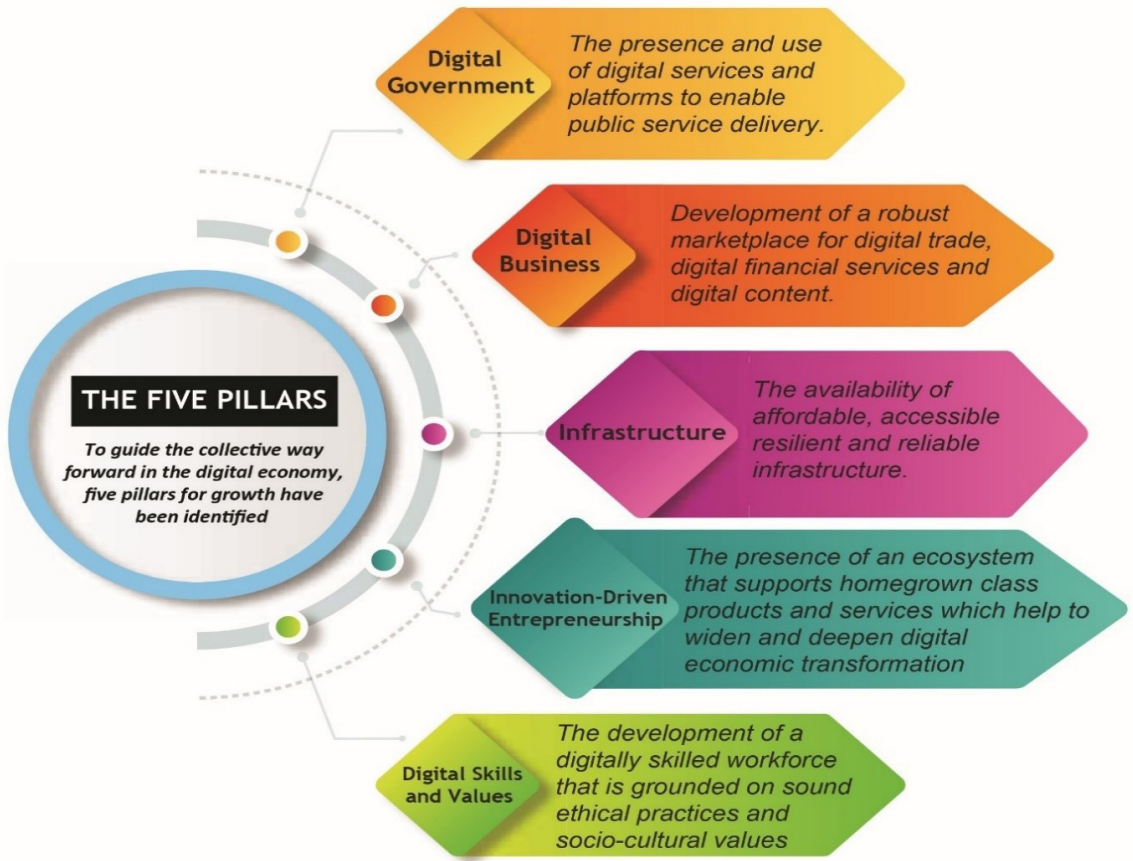 THE FIVE PILLARS
To guide the collective way
forward in the digital economy,
five pillars for growth have
been identified
Digital
Government
The presence and use
of digital services and
platforms to enable
public service delivery.
Digital
Business
Development of a robust
marketplace for digital trade,
digital financial services and
digital content.
Infrastructure
The availability of
affordable, accessible
resilient and reliable
infrastructure.
Innovation-Driven
Entrepreneurship
The presence of an ecosystem
that supports homegrown class
products and services which help to
widen and deepen digital
economic transformation
Digital Skills
and Values
The development of a
digitally skilled workforce
that is grounded on sound
ethical practices and
socio-cultural values